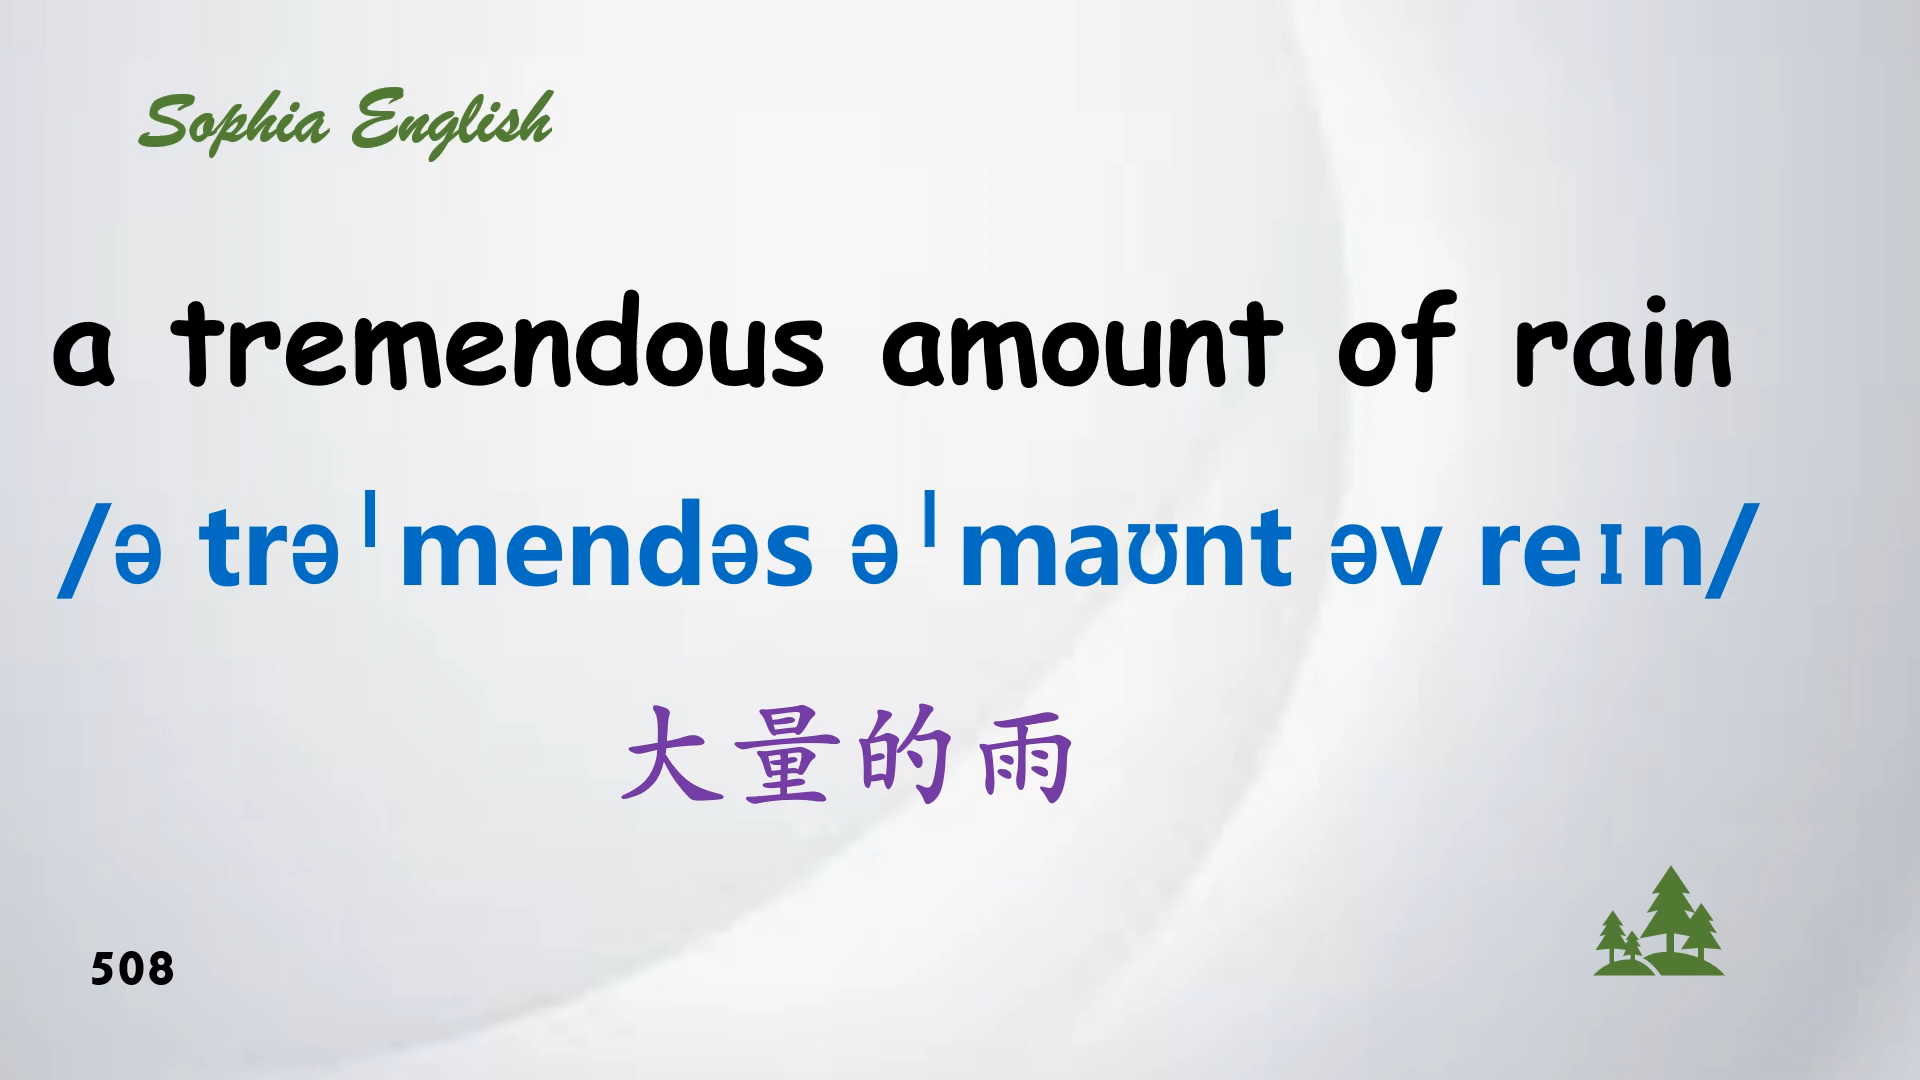 Sophia English
a tremendous amount of rain
/ə trəˈmendəs əˈmaʊnt əv reɪn/
大量的雨
508